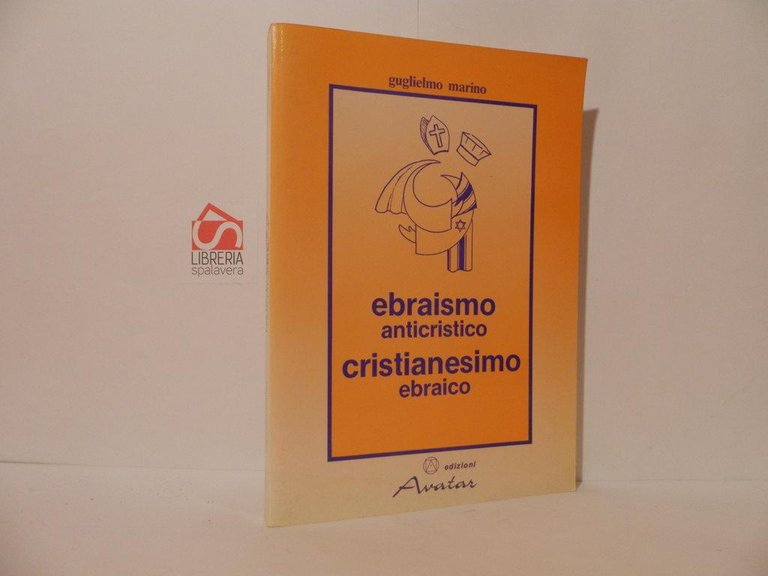 guglielmo marino
ebraismo
anticristico
cristianesimo
ebraico
edizioni
Avatar
LIBRERIA
spalavera